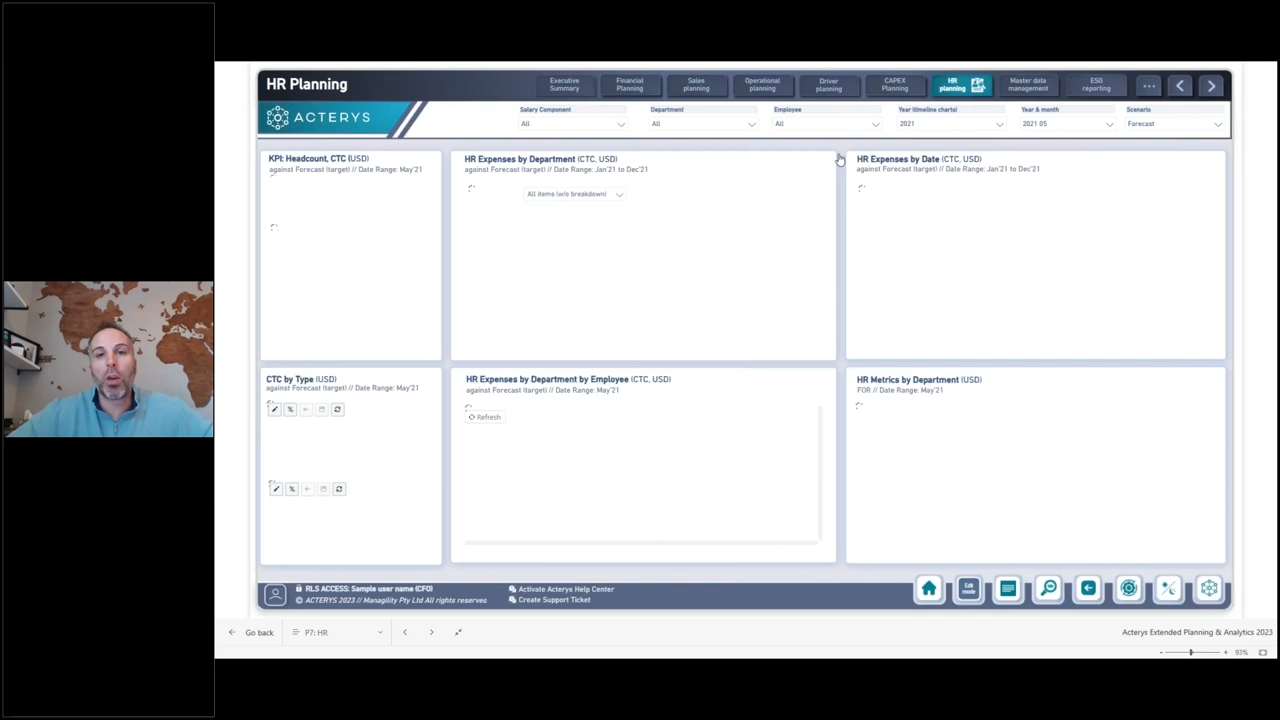 HR Planning
Executive Summary
Financial Planning
Sales planning
Operational planning
Driver planning
CAPEX Planning
HR planning
Master data management
ESG reporting
ACTERYS
Salary Component
All
Department
All
Employee
All
Year (timeline charts)
2021
Year & month
2021 05
Scenario
Forecast
KPI: Headcount, CTC (USD)
against Forecast (target) // Date Range: May'21
HR Expenses by Department (CTC, USD)
against Forecast (target) // Date Range: Jan'21 to Dec'21
All items (w/o breakdown)
HR Expenses by Date (CTC, USD)
against Forecast (target) // Date Range: Jan'21 to Dec'21
CTC by Type (USD)
against Forecast (target) // Date Range: May'21
HR Expenses by Department by Employee (CTC, USD)
against Forecast (target) // Date Range: May'21
Refresh
HR Metrics by Department (USD)
FOR // Date Range: May'21
RLS ACCESS: Sample user name (CFO)
© ACTERYS 2023 // Managility Pty Ltd All rights reserved
Activate Acterys Help Center
Create Support Ticket
Edit mode
Go back
P7: HR
Acterys Extended Planning & Analytics 2023
- + 93%